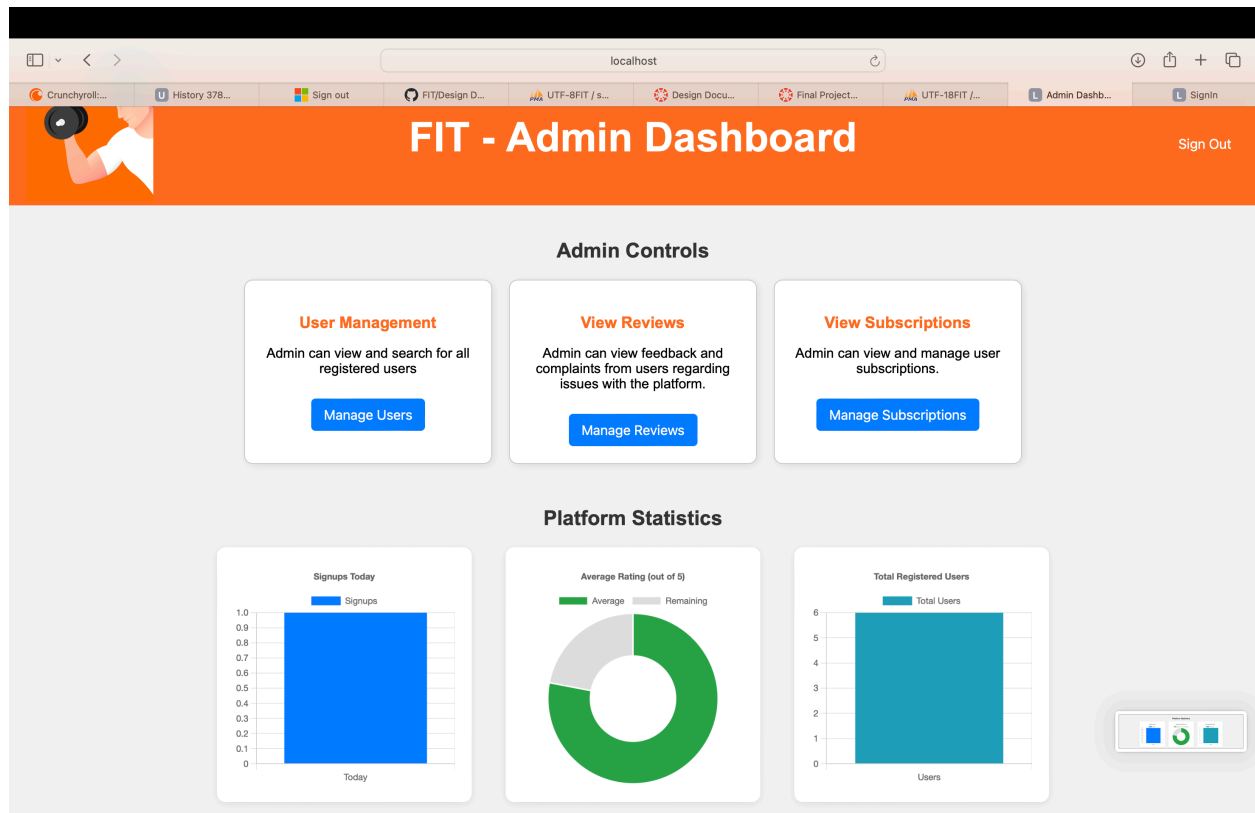 localhost
Crunchyroll:...
U History 378...
Sign out
FIT/Design D...
PMA UTF-8FIT / s...
Design Docu...
Final Project...
PMA UTF-18FIT /...
L Admin Dashb...
L SignIn
FIT - Admin Dashboard
Sign Out
Admin Controls
User Management
Admin can view and search for all
registered users
Manage Users
View Reviews
Admin can view feedback and
complaints from users regarding
issues with the platform.
Manage Reviews
View Subscriptions
Admin can view and manage user
subscriptions.
Manage Subscriptions
Platform Statistics
Signups Today
Signups
1.0
0.9
0.8
0.7
0.6
0.5
0.4
0.3
0.2
0.1
0
Today
Average Rating (out of 5)
Average Remaining
Total Registered Users
Total Users
6
5
4
3
2
1
0
Users